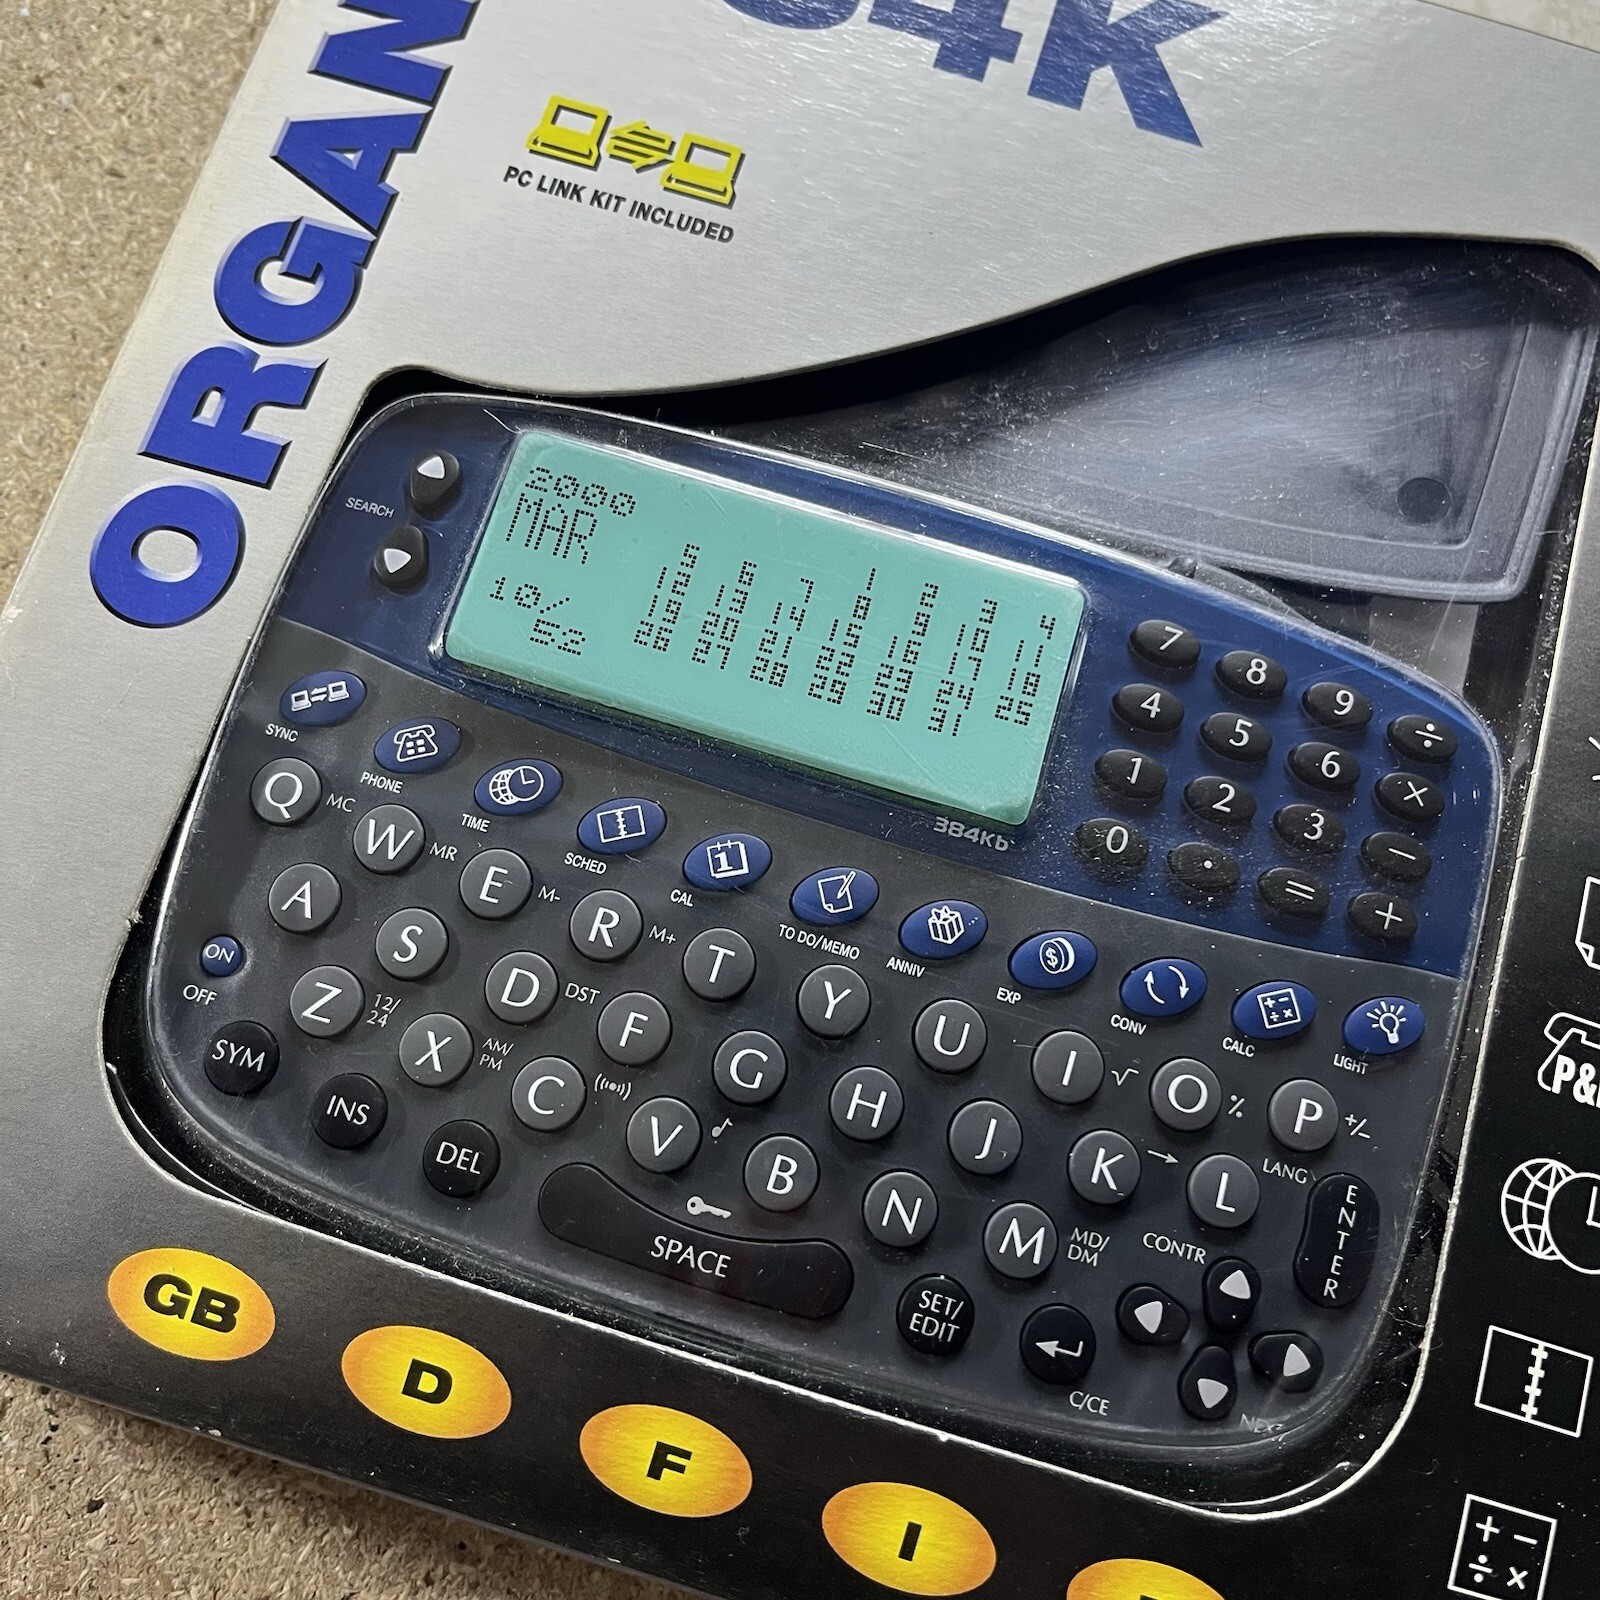 ORGAN
84K
PC LINK KIT INCLUDED
SEARCH
2000
MAR
10/
52
1 2 3 4
5 6 7 8 9 10 11
12 13 14 15 16 17 18
19 20 21 22 23 24 25
26 27 28 29 30 31
384Kb
7 8 9 ÷
4 5 6 ×
1 2 3 −
0 . = +
SYNC
PHONE
TIME
SCHED
1
CAL
TO DO/MEMO
ANNIV
$
EXP
CONV
+ − ÷ ×
CALC
LIGHT
Q MC W MR E M- R M+ T Y U I √ O % P +/−
A S D DST F G H J K → L LANG
ON
OFF
Z 12/24 X AM/PM C V B N M MD/DM
ENTER
SYM
INS
DEL
SPACE
SET/EDIT
C/CE
CONTR
NEXT
GB
D
F
I
P&
+ −
÷ ×